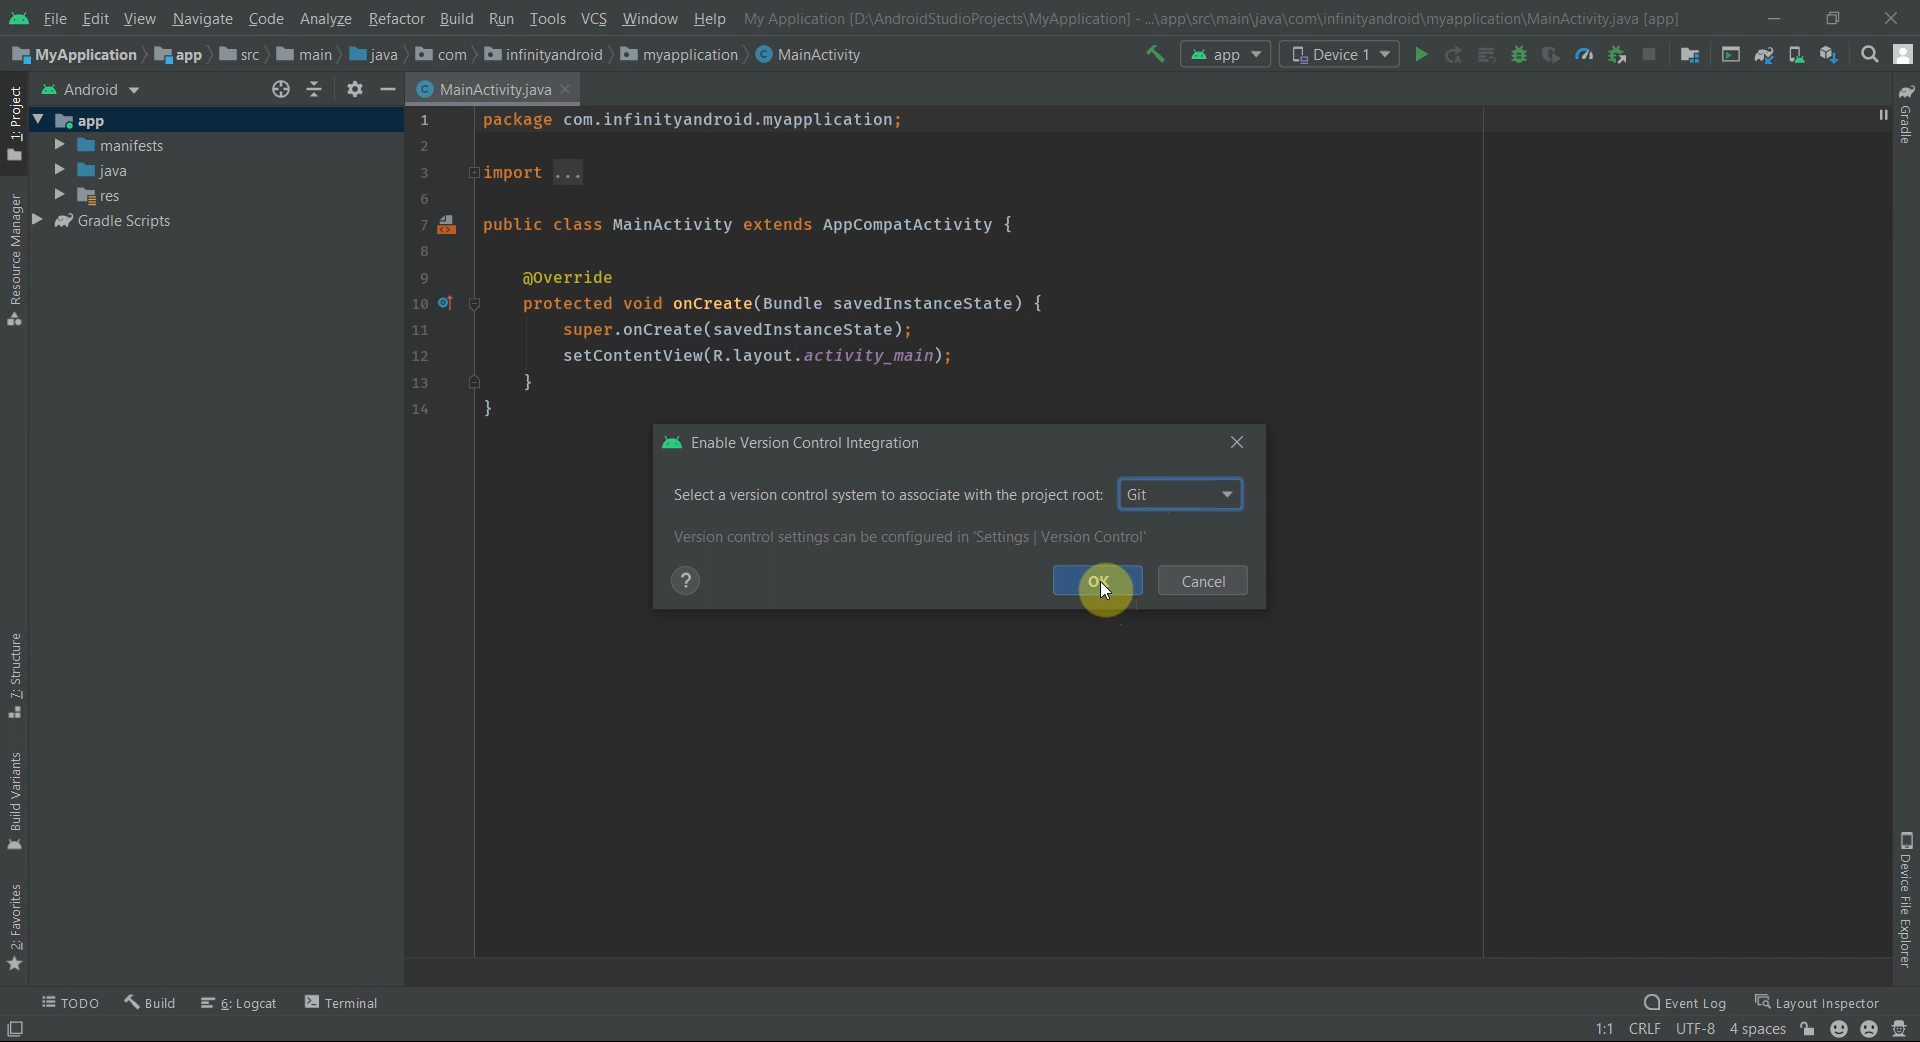 File Edit View Navigate Code Analyze Refactor Build Run Tools VCS Window Help My Application [D:\AndroidStudioProjects\MyApplication] - ...\app\src\main\java\com\infinityandroid\myapplication\MainActivity.java [app]
MyApplication app src main java com infinityandroid myapplication MainActivity app Device 1
Android
MainActivity.java
1: Project
Resource Manager
7: Structure
Build Variants
2: Favorites
app
manifests
java
res
Gradle Scripts
1 package com.infinityandroid.myapplication;
2
3 import ...
6
7 public class MainActivity extends AppCompatActivity {
8
9 @Override
10 protected void onCreate(Bundle savedInstanceState) {
11 super.onCreate(savedInstanceState);
12 setContentView(R.layout.activity_main);
13 }
14 }
Enable Version Control Integration
Select a version control system to associate with the project root: Git
Version control settings can be configured in 'Settings | Version Control'
? OK Cancel
Gradle
Device File Explorer
TODO Build 6: Logcat Terminal Event Log Layout Inspector
1:1 CRLF UTF-8 4 spaces